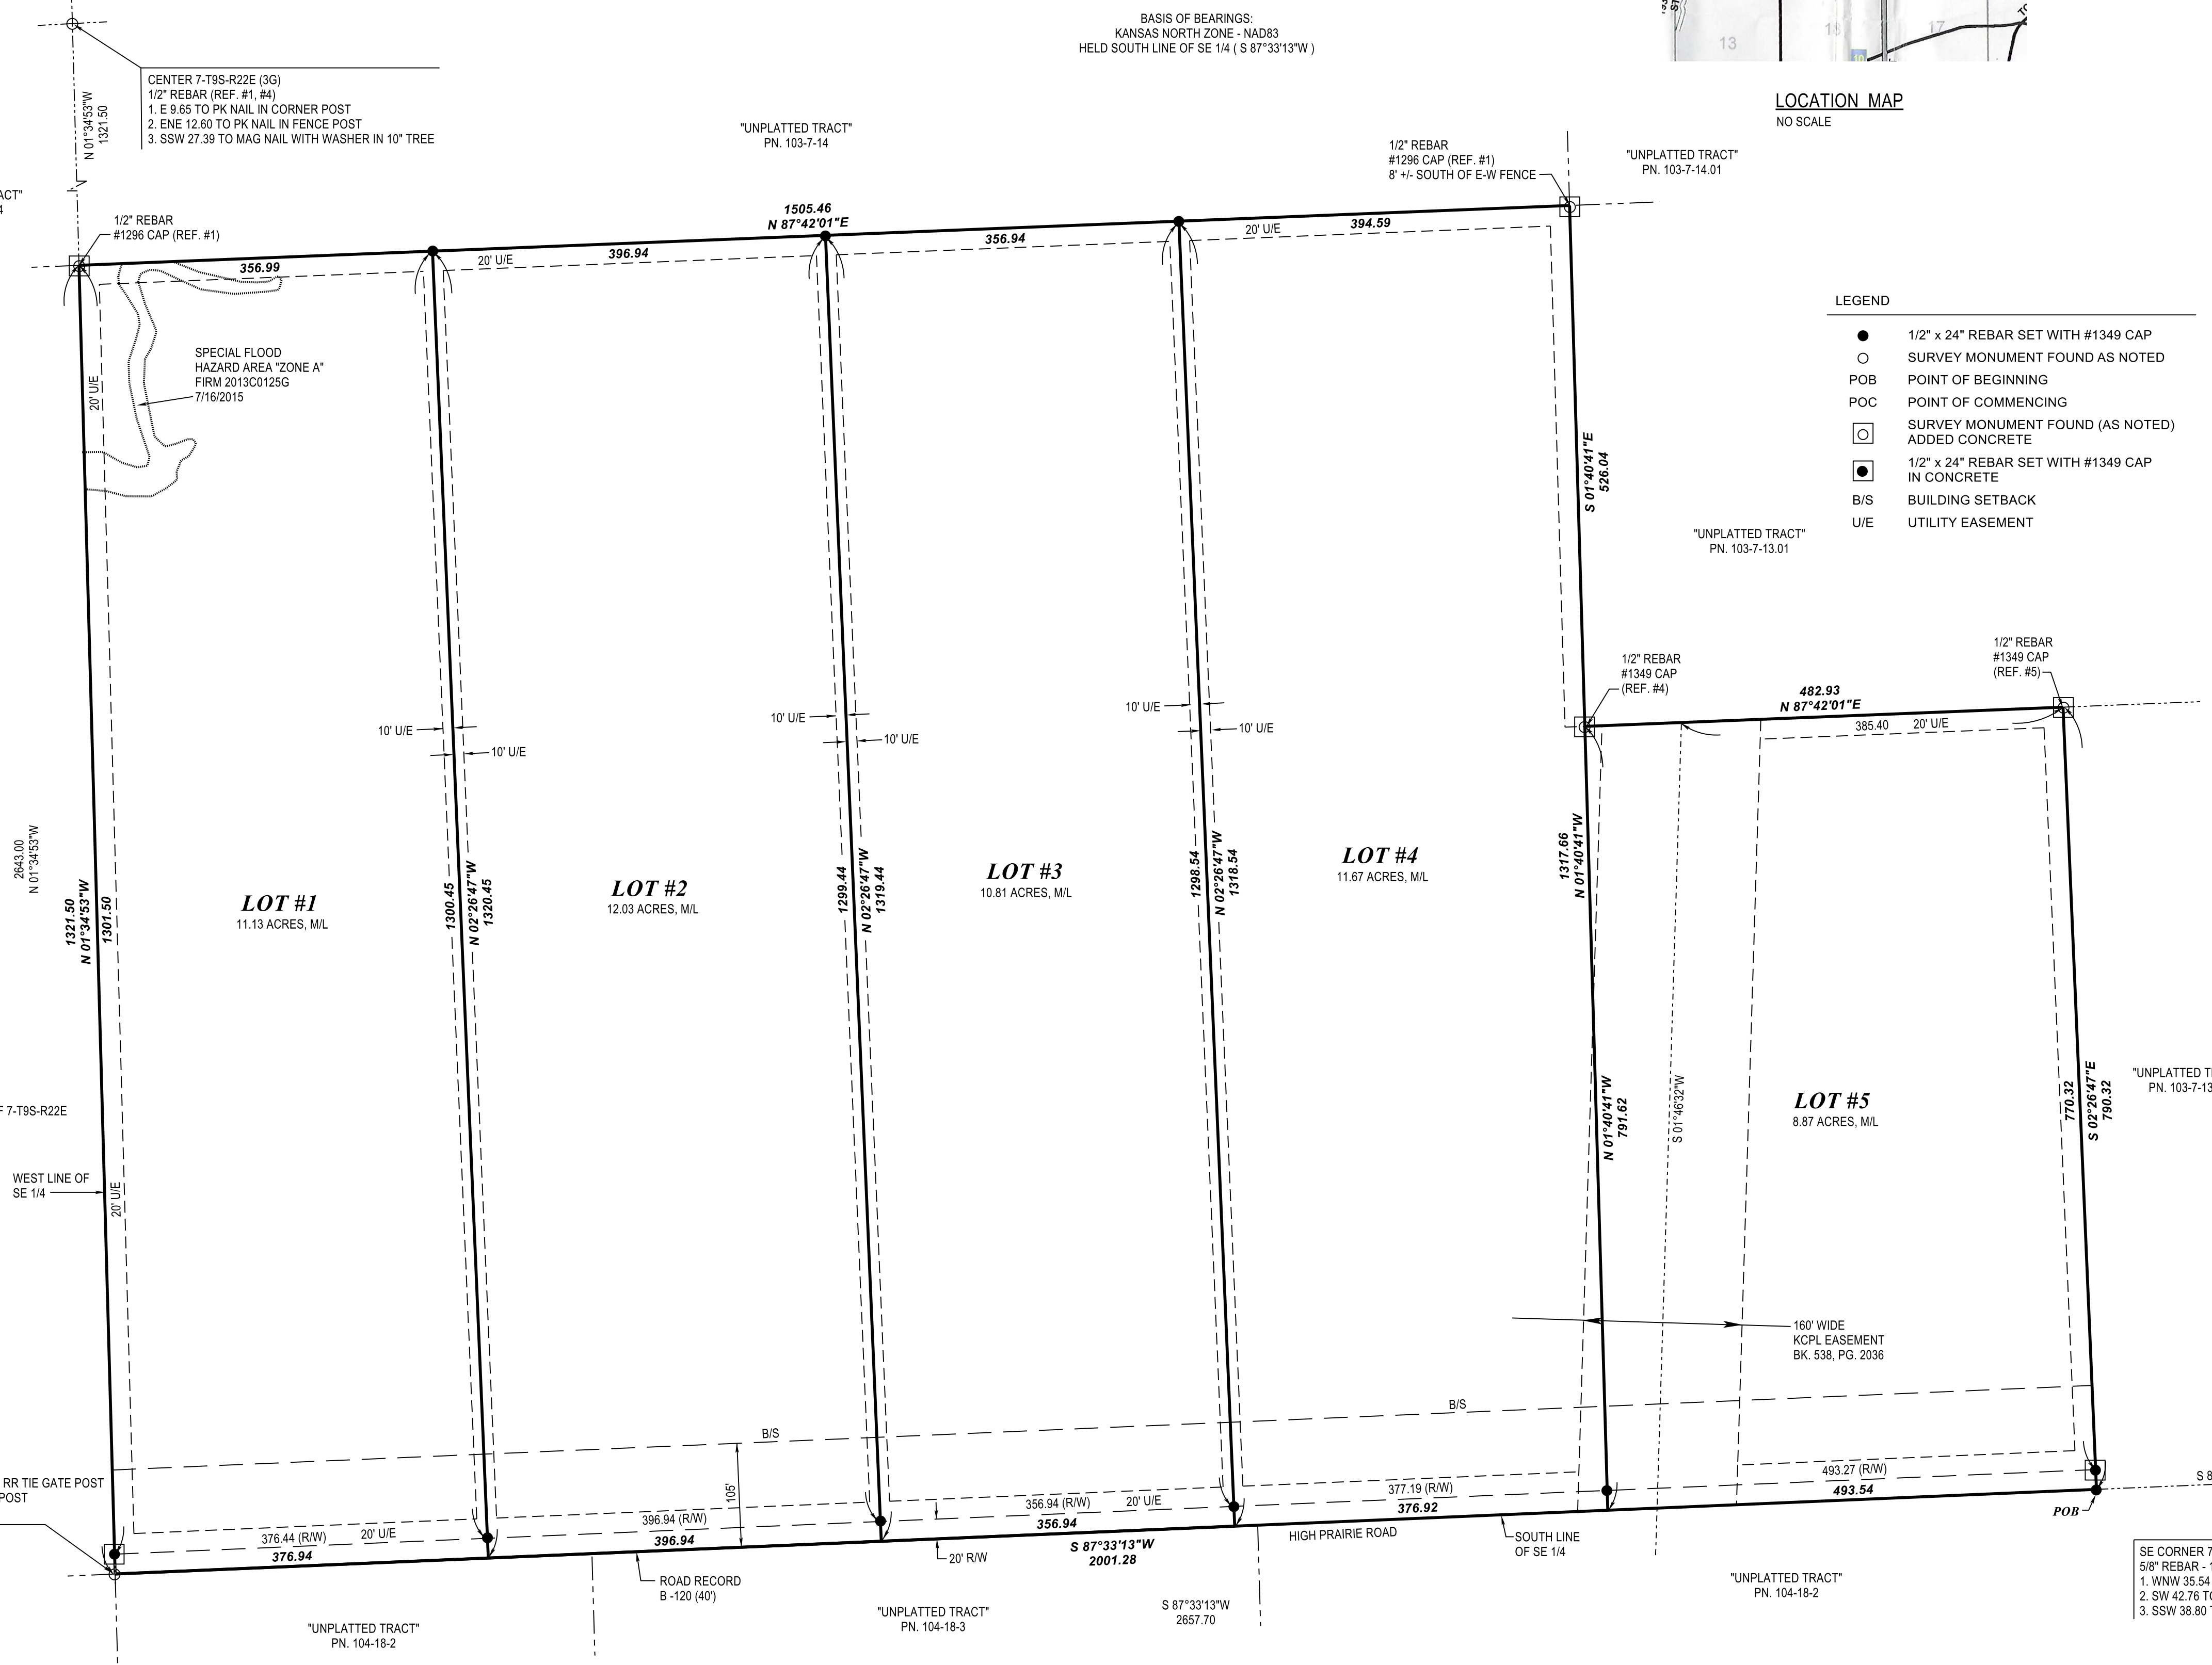 BASIS OF BEARINGS:
KANSAS NORTH ZONE - NAD83
HELD SOUTH LINE OF SE 1/4 ( S 87°33'13"W )
13
18
17
LOCATION MAP
NO SCALE
CENTER 7-T9S-R22E (3G)
1/2" REBAR (REF. #1, #4)
1. E 9.65 TO PK NAIL IN CORNER POST
2. ENE 12.60 TO PK NAIL IN FENCE POST
3. SSW 27.39 TO MAG NAIL WITH WASHER IN 10" TREE
N 01°34'53"W
1321.50
"UNPLATTED TRACT"
PN. 103-7-14
1/2" REBAR
#1296 CAP (REF. #1)
8' +/- SOUTH OF E-W FENCE
"UNPLATTED TRACT"
PN. 103-7-14.01
1/2" REBAR
#1296 CAP (REF. #1)
1505.46
N 87°42'01"E
356.99
20' U/E
396.94
356.94
20' U/E
394.59
SPECIAL FLOOD
HAZARD AREA "ZONE A"
FIRM 2013C0125G
7/16/2015
20' U/E
LEGEND
1/2" x 24" REBAR SET WITH #1349 CAP
SURVEY MONUMENT FOUND AS NOTED
POB POINT OF BEGINNING
POC POINT OF COMMENCING
SURVEY MONUMENT FOUND (AS NOTED)
ADDED CONCRETE
1/2" x 24" REBAR SET WITH #1349 CAP
IN CONCRETE
B/S BUILDING SETBACK
U/E UTILITY EASEMENT
S 01°40'41"E
526.04
"UNPLATTED TRACT"
PN. 103-7-13.01
1/2" REBAR
#1349 CAP
(REF. #4)
1/2" REBAR
#1349 CAP
(REF. #5)
482.93
N 87°42'01"E
385.40
20' U/E
10' U/E
10' U/E
10' U/E
10' U/E
10' U/E
10' U/E
2643.00
N 01°34'53"W
1321.50
N 01°34'53"W
1301.50
LOT #1
11.13 ACRES, M/L
1300.45
N 02°26'47"W
1320.45
LOT #2
12.03 ACRES, M/L
1299.44
N 02°26'47"W
1319.44
LOT #3
10.81 ACRES, M/L
1298.54
N 02°26'47"W
1318.54
LOT #4
11.67 ACRES, M/L
1317.66
N 01°40'41"W
N 01°40'41"W
791.62
S 01°46'32"W
LOT #5
8.87 ACRES, M/L
770.32
S 02°26'47"E
790.32
"UNPLATTED T
PN. 103-7-13
7-T9S-R22E
WEST LINE OF
SE 1/4
20' U/E
160' WIDE
KCPL EASEMENT
BK. 538, PG. 2036
B/S
B/S
105'
RR TIE GATE POST
POST
376.44 (R/W)
20' U/E
376.94
396.94 (R/W)
396.94
356.94 (R/W)
20' U/E
356.94
377.19 (R/W)
376.92
493.27 (R/W)
493.54
POB
S 87°33'13"W
2001.28
20' R/W
HIGH PRAIRIE ROAD
SOUTH LINE
OF SE 1/4
ROAD RECORD
B -120 (40')
"UNPLATTED TRACT"
PN. 104-18-2
"UNPLATTED TRACT"
PN. 104-18-3
S 87°33'13"W
2657.70
"UNPLATTED TRACT"
PN. 104-18-2
S 8
SE CORNER 7
5/8" REBAR - 1
1. WNW 35.54
2. SW 42.76 TO
3. SSW 38.80